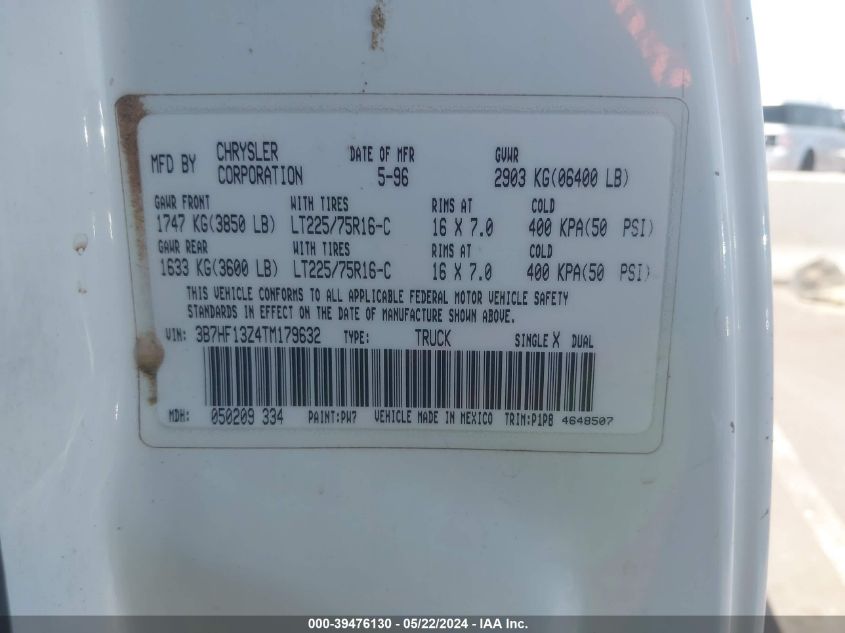 MFD BY CHRYSLER CORPORATION DATE OF MFR 5-96 GVWR 2903 KG(06400 LB)
GAWR FRONT WITH TIRES RIMS AT COLD
1747 KG(3850 LB) LT225/75R16-C 16 X 7.0 400 KPA(50 PSI)
GAWR REAR WITH TIRES RIMS AT COLD
1633 KG(3600 LB) LT225/75R16-C 16 X 7.0 400 KPA(50 PSI)
THIS VEHICLE CONFORMS TO ALL APPLICABLE FEDERAL MOTOR VEHICLE SAFETY
STANDARDS IN EFFECT ON THE DATE OF MANUFACTURE SHOWN ABOVE.
VIN: 3B7HF13Z4TM179632 TYPE: TRUCK SINGLE X DUAL
MDH: 050209 334 PAINT:PW7 VEHICLE MADE IN MEXICO TRIM:P1P8 4648507
000-39476130 - 05/22/2024 - IAA Inc.